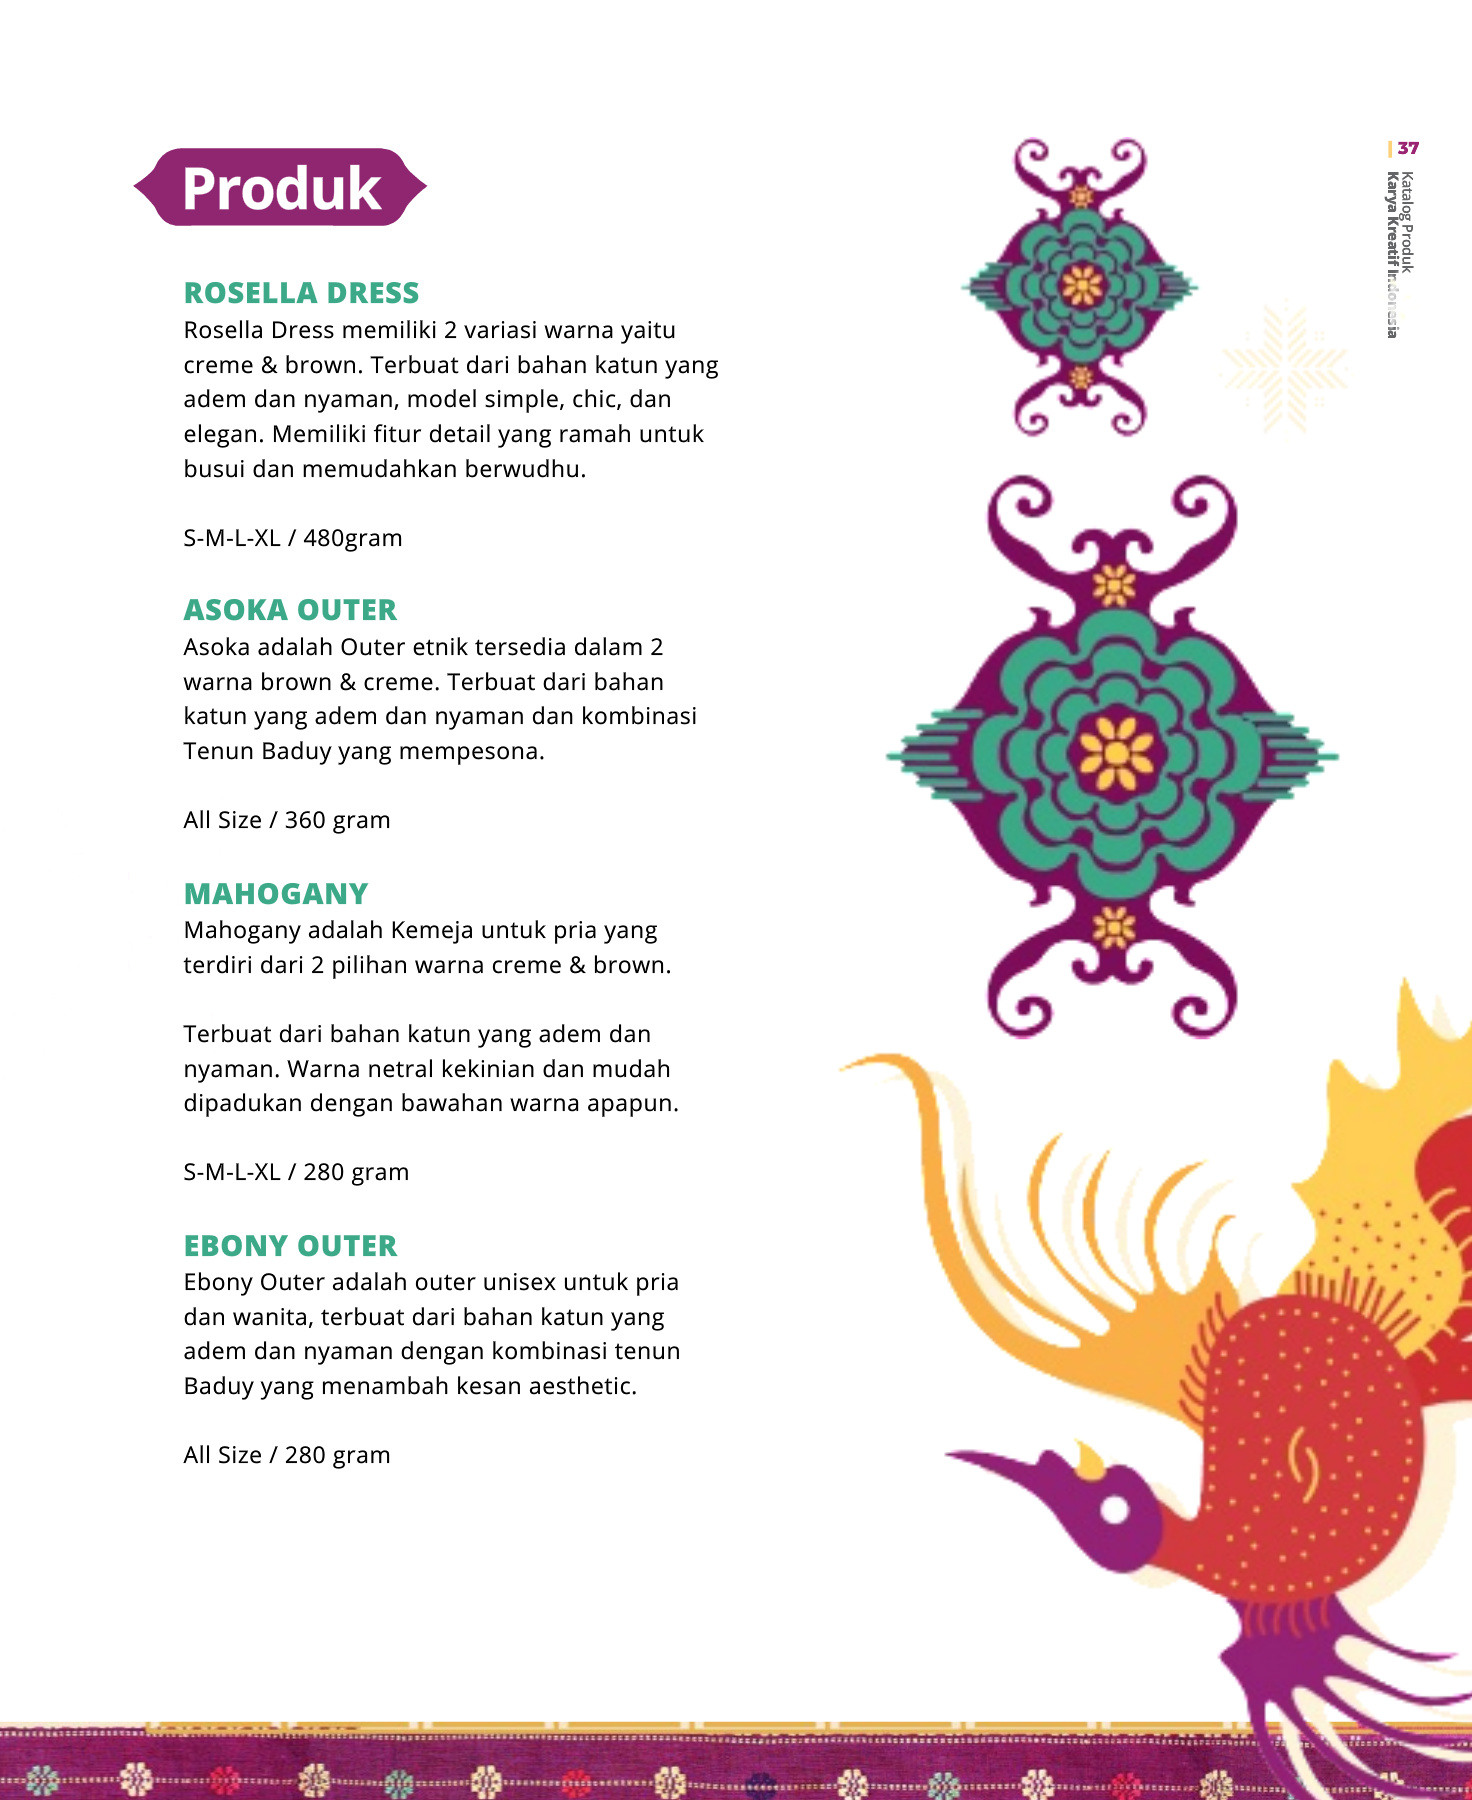 Produk
37
Katalog Produk
Karya Kreatif Indonesia
ROSELLA DRESS
Rosella Dress memiliki 2 variasi warna yaitu
creme & brown. Terbuat dari bahan katun yang
adem dan nyaman, model simple, chic, dan
elegan. Memiliki fitur detail yang ramah untuk
busui dan memudahkan berwudhu.
S-M-L-XL / 480gram
ASOKA OUTER
Asoka adalah Outer etnik tersedia dalam 2
warna brown & creme. Terbuat dari bahan
katun yang adem dan nyaman dan kombinasi
Tenun Baduy yang mempesona.
All Size / 360 gram
MAHOGANY
Mahogany adalah Kemeja untuk pria yang
terdiri dari 2 pilihan warna creme & brown.
Terbuat dari bahan katun yang adem dan
nyaman. Warna netral kekinian dan mudah
dipadukan dengan bawahan warna apapun.
S-M-L-XL / 280 gram
EBONY OUTER
Ebony Outer adalah outer unisex untuk pria
dan wanita, terbuat dari bahan katun yang
adem dan nyaman dengan kombinasi tenun
Baduy yang menambah kesan aesthetic.
All Size / 280 gram